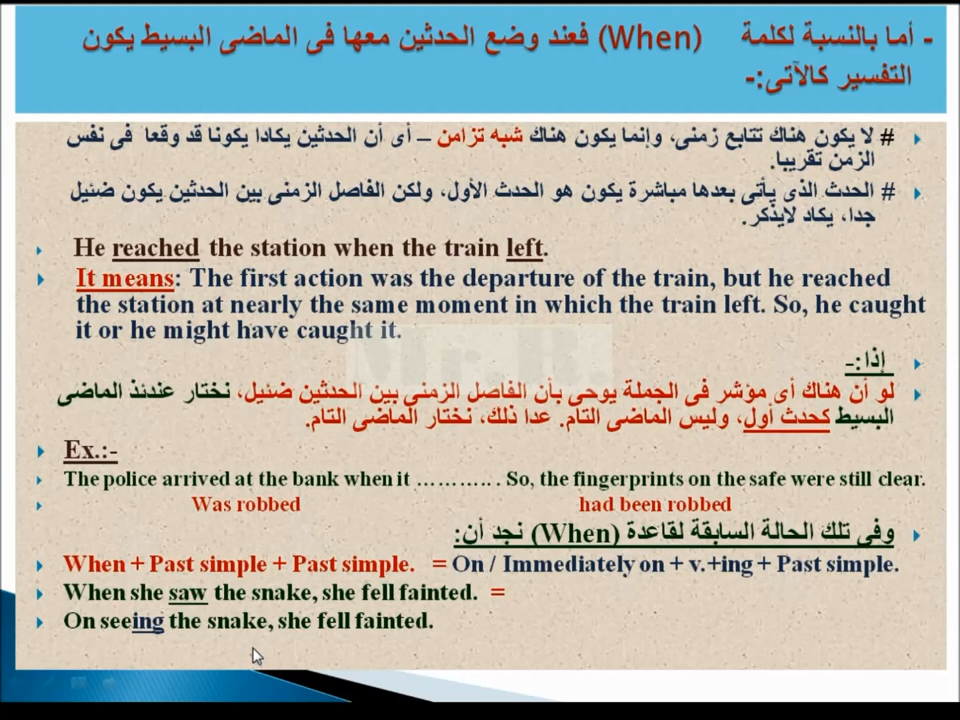 - أما بالنسبة لكلمة (When) فعند وضع الحدثين معها فى الماضى البسيط يكون
التفسير كالآتى:-
# لا يكون هناك تتابع زمنى، وإنما يكون هناك شبه تزامن – أى أن الحدثين يكادا يكونا قد وقعا فى نفس
الزمن تقريبا.
# الحدث الذى يأتى بعدها مباشرة يكون هو الحدث الأول، ولكن الفاصل الزمنى بين الحدثين يكون ضئيل
جدا، يكاد لايذكر.
He reached the station when the train left.
It means: The first action was the departure of the train, but he reached
the station at nearly the same moment in which the train left. So, he caught
it or he might have caught it.
Mr. R.
إذا:-
لو أن هناك أى مؤشر فى الجملة يوحى بأن الفاصل الزمنى بين الحدثين ضئيل، نختار عندئذ الماضى
البسيط كحدث أول، وليس الماضى التام. عدا ذلك، نختار الماضى التام.
Ex.:-
The police arrived at the bank when it ………… So, the fingerprints on the safe were still clear.
Was robbed had been robbed
وفى تلك الحالة السابقة لقاعدة (When) نجد أن:
When + Past simple + Past simple. = On / Immediately on + v.+ing + Past simple.
When she saw the snake, she fell fainted. =
On seeing the snake, she fell fainted.